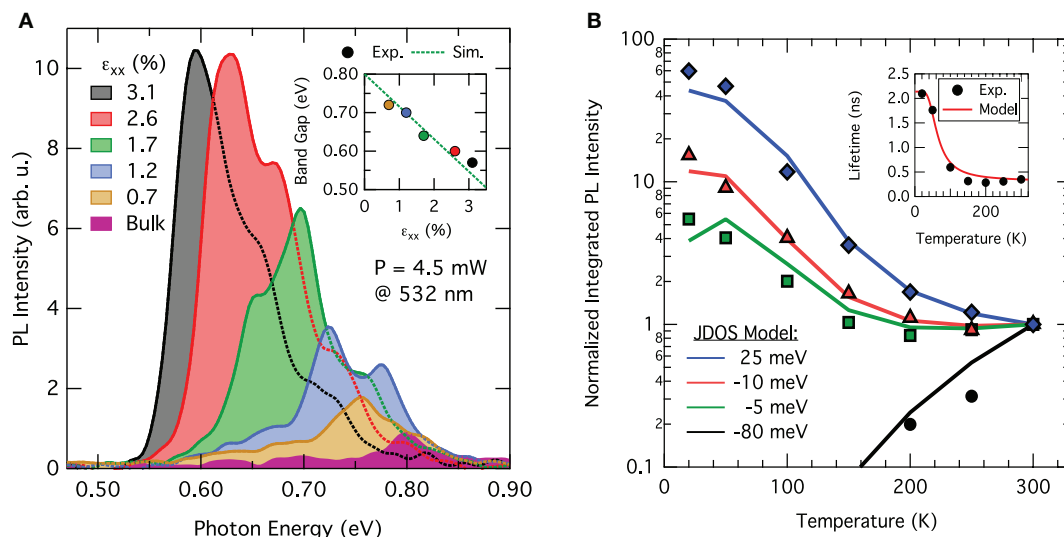 A
PL Intensity (arb. u.)
10
8
6
4
2
0
0.50
0.60
0.70
0.80
0.90
Photon Energy (eV)
εxx (%)
3.1
2.6
1.7
1.2
0.7
Bulk
Exp.
Sim.
Band Gap (eV)
0.80
0.70
0.60
0.50
0
1
2
3
εxx (%)
P = 4.5 mW
@ 532 nm
B
Normalized Integrated PL Intensity
100
8
6
4
2
10
8
6
4
2
1
8
6
4
2
0.1
0
100
200
300
Temperature (K)
JDOS Model:
25 meV
-10 meV
-5 meV
-80 meV
Lifetime (ns)
2.5
2.0
1.5
1.0
0.5
0.0
0
200
Temperature (K)
Exp.
Model